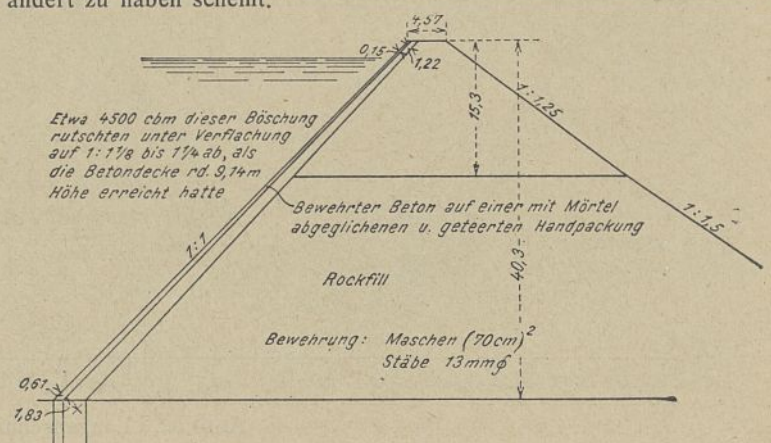 ändert zu haben scheint.
4,57
0,15
1,22
Etwa 4500 cbm dieser Böschung
rutschten unter Verflachung
auf 1:1 1/8 bis 1 1/4 ab, als
die Betondecke rd. 9,14m
Höhe erreicht hatte
15,3
1:1,25
Bewehrter Beton auf einer mit Mörtel
abgeglichenen u. geteerten Handpackung
1:1
1:1,5
40,3
Rockfill
Bewehrung: Maschen (70cm)²
Stäbe 13mmϕ
0,61
1,83